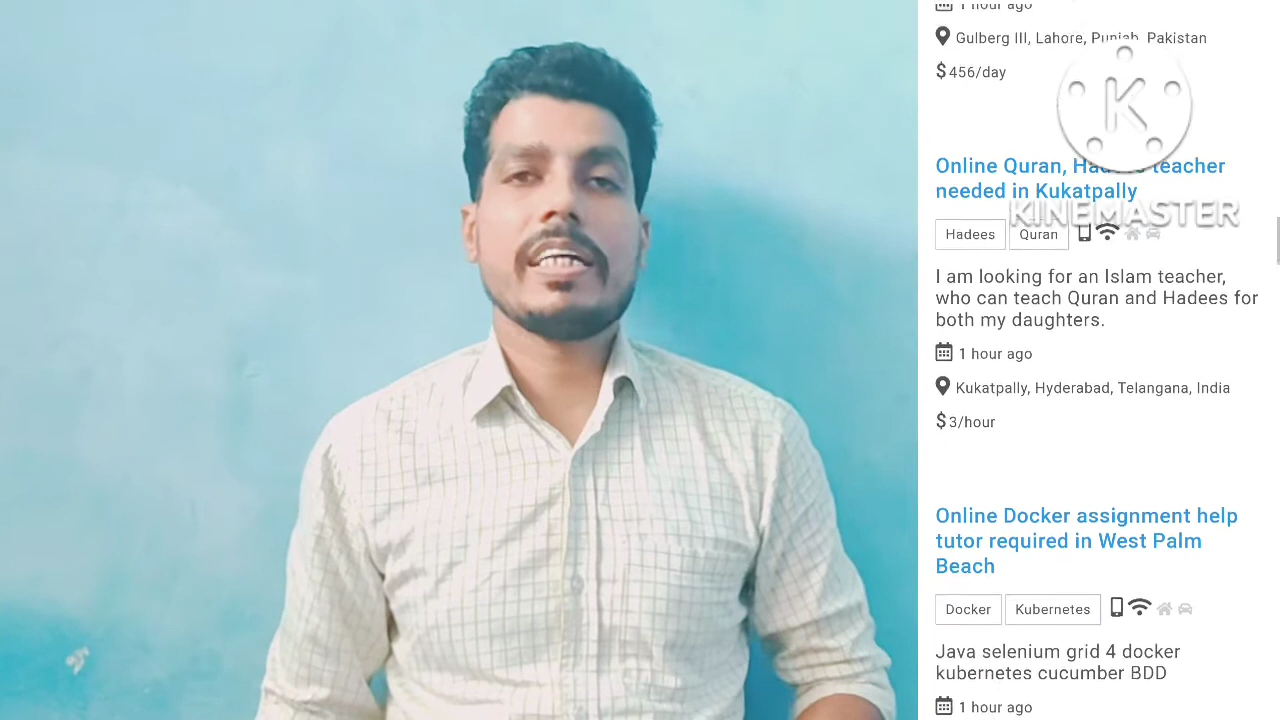 1 hour ago
Gulberg III, Lahore, Punjab, Pakistan
$456/day
K
Online Quran, Hadees teacher
needed in Kukatpally
KINEMASTER
Hadees Quran
I am looking for an Islam teacher,
who can teach Quran and Hadees for
both my daughters.
1 hour ago
Kukatpally, Hyderabad, Telangana, India
$3/hour
Online Docker assignment help
tutor required in West Palm
Beach
Docker Kubernetes
Java selenium grid 4 docker
kubernetes cucumber BDD
1 hour ago